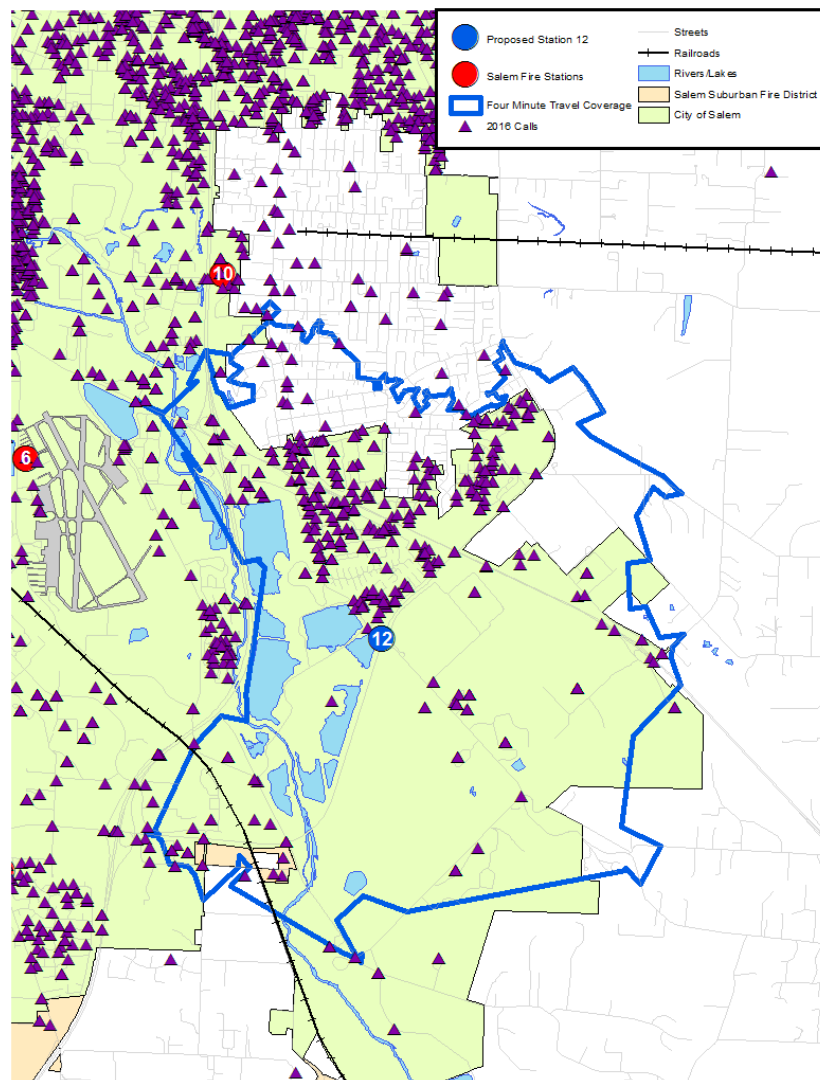 Proposed Station 12
Salem Fire Stations
Four Minute Travel Coverage
2016 Calls
Streets
Railroads
Rivers/Lakes
Salem Suburban Fire District
City of Salem
10
6
12